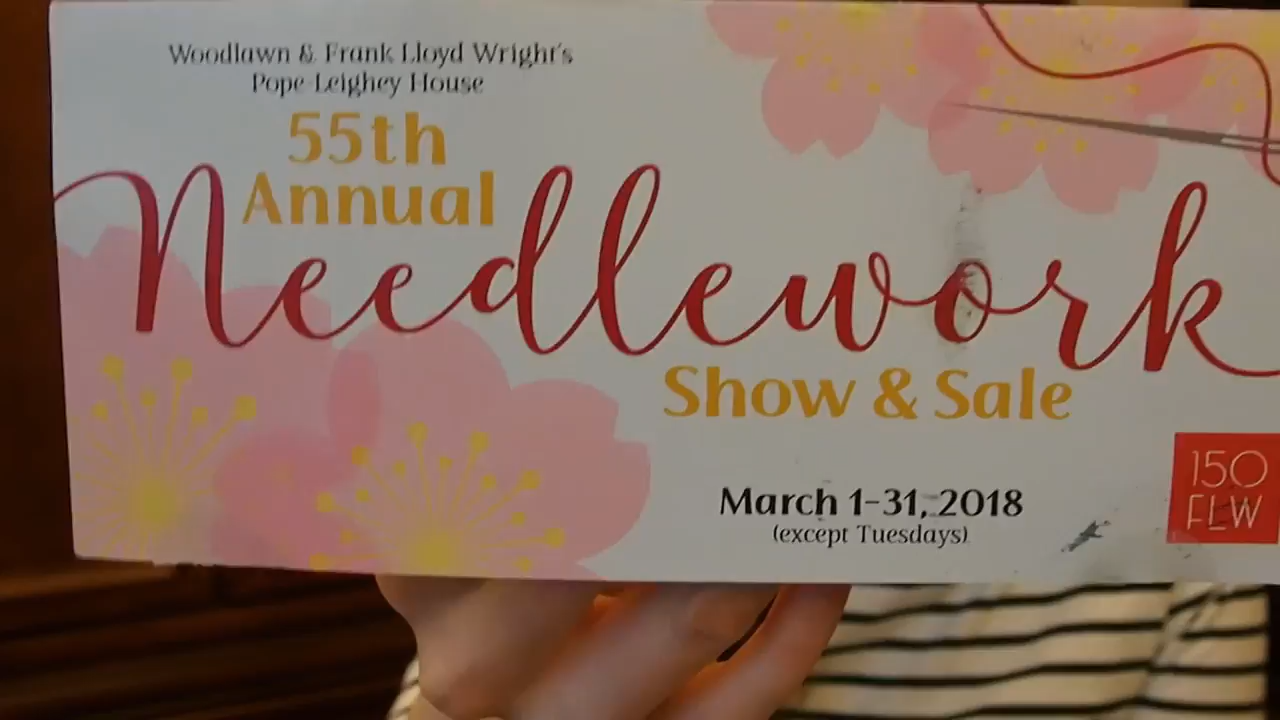 Woodlawn & Frank Lloyd Wright's
Pope-Leighey House
55th
Annual
Needlework
Show & Sale
March 1-31, 2018
(except Tuesdays)
150
FLW